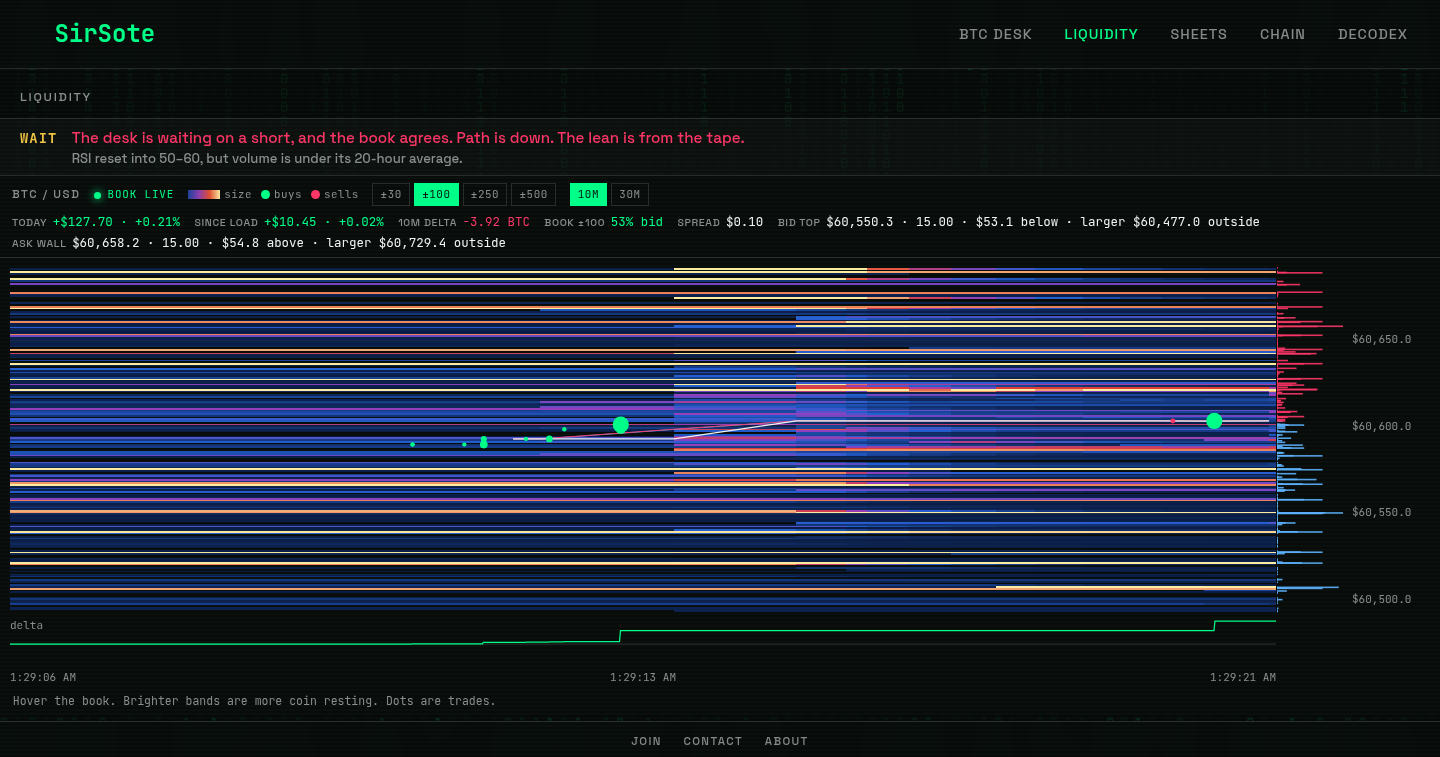 SirSote
BTC DESK LIQUIDITY SHEETS CHAIN DECODEX
LIQUIDITY
WAIT The desk is waiting on a short, and the book agrees. Path is down. The lean is from the tape.
RSI reset into 50–60, but volume is under its 20-hour average.
BTC / USD BOOK LIVE size buys sells ±30 ±100 ±250 ±500 10M 30M
TODAY +$127.70 · +0.21% SINCE LOAD +$10.45 · +0.02% 10M DELTA -3.92 BTC BOOK ±100 53% bid SPREAD $0.10 BID TOP $60,550.3 · 15.00 · $53.1 below · larger $60,477.0 outside
ASK WALL $60,658.2 · 15.00 · $54.8 above · larger $60,729.4 outside
$60,650.0
$60,600.0
$60,550.0
$60,500.0
delta
1:29:06 AM 1:29:13 AM 1:29:21 AM
Hover the book. Brighter bands are more coin resting. Dots are trades.
JOIN CONTACT ABOUT